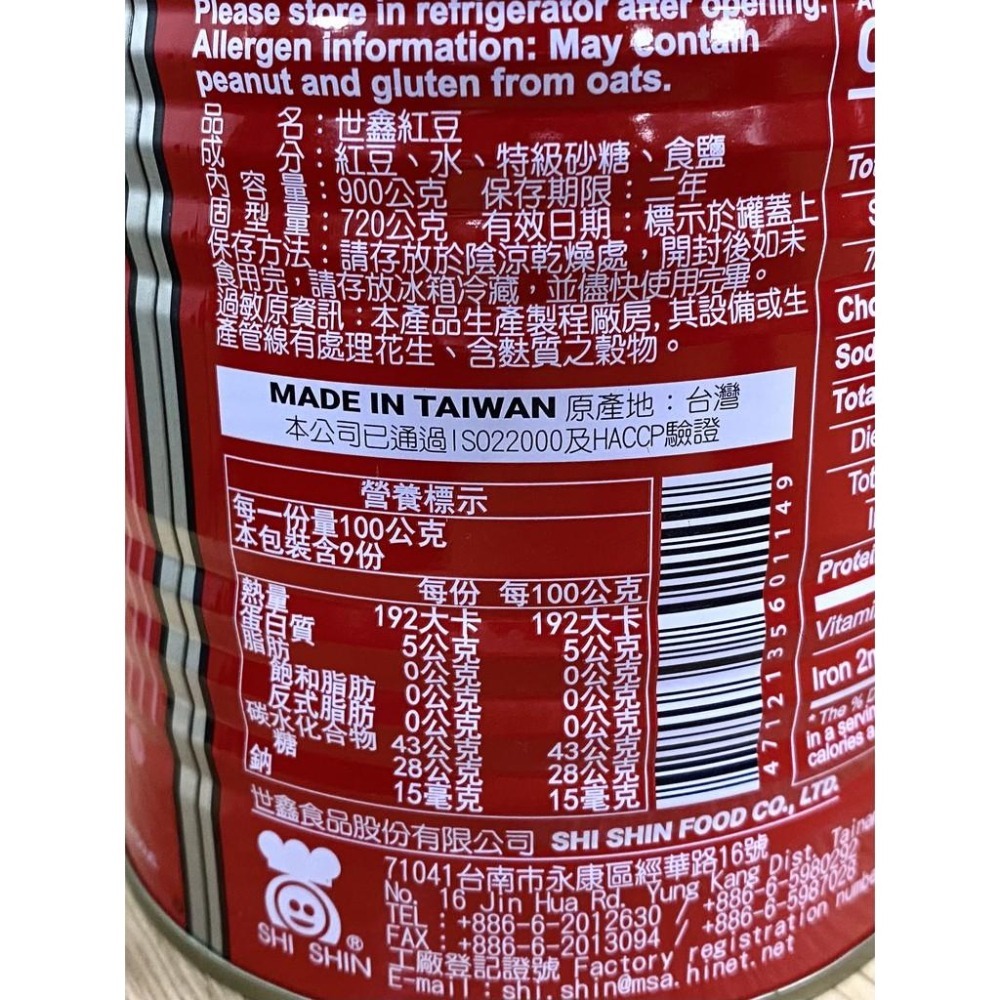 Please store in refrigerator after opening.
Allergen information: May contain
peanut and gluten from oats.
品 名：世鑫紅豆
成 分：紅豆、水、特級砂糖、食鹽
內容量：900公克 保存期限：二年
固型量：720公克 有效日期：標示於罐蓋上
保存方法：請存放於陰涼乾燥處，開封後如未
食用完，請存放冰箱冷藏，並儘快使用完畢。
過敏原資訊：本產品生產製程廠房，其設備或生
產管線有處理花生、含麩質之穀物。
MADE IN TAIWAN 原產地：台灣
本公司已通過ISO22000及HACCP驗證
營養標示
每一份量100公克
本包裝含9份
每份 每100公克
熱量 192大卡 192大卡
蛋白質 5公克 5公克
脂肪 0公克 0公克
飽和脂肪 0公克 0公克
反式脂肪 0公克 0公克
碳水化合物 43公克 43公克
糖 28公克 28公克
鈉 15毫克 15毫克
4712135601149
世鑫食品股份有限公司 SHI SHIN FOOD CO., LTD.
71041台南市永康區經華路16號
No. 16 Jin Hua Rd. Yung Kang Dist. Tainan
TEL：+886-6-2012630 / +886-6-5980292
FAX：+886-6-2013094 / +886-6-5987028
工廠登記證號 Factory registration number
E-mail：shi.shin@msa.hinet.net
SHI SHIN ®
Sod
Tota
Protei
Vitami
Iron 2m
* The % D
in a servin
calories a